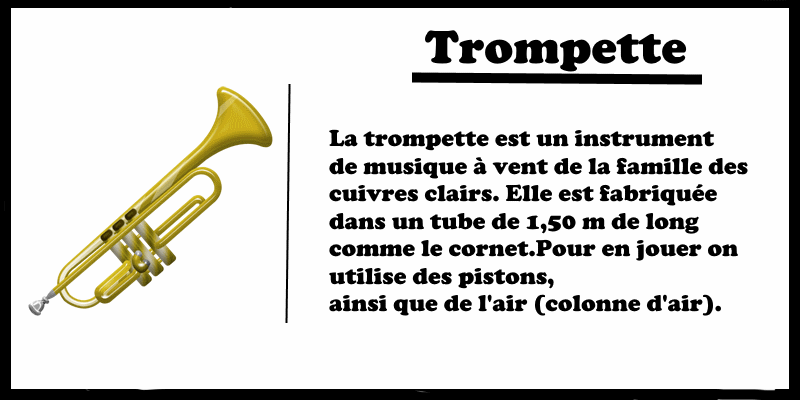 Trompette
La trompette est un instrument
de musique à vent de la famille des
cuivres clairs. Elle est fabriquée
dans un tube de 1,50 m de long
comme le cornet.Pour en jouer on
utilise des pistons,
ainsi que de l'air (colonne d'air).